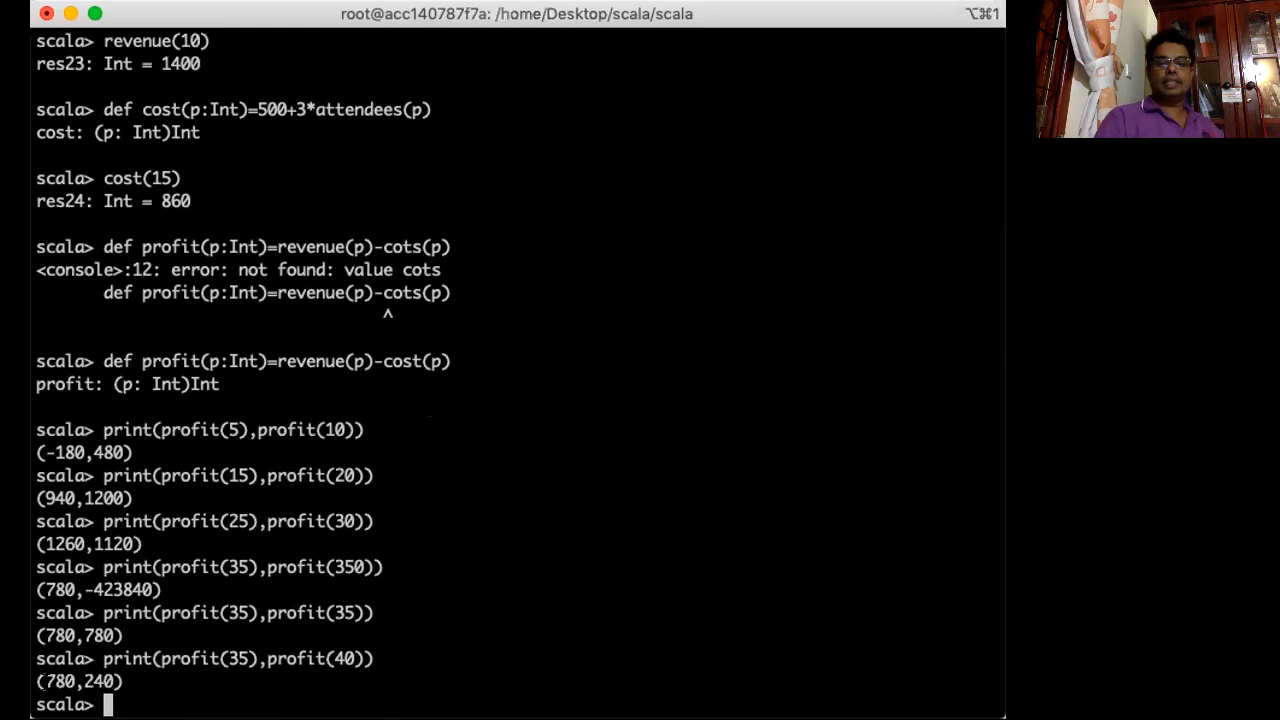 root@acc140787f7a: /home/Desktop/scala/scala
⌥⌘1
scala> revenue(10)
res23: Int = 1400
scala> def cost(p:Int)=500+3*attendees(p)
cost: (p: Int)Int
scala> cost(15)
res24: Int = 860
scala> def profit(p:Int)=revenue(p)-cots(p)
<console>:12: error: not found: value cots
def profit(p:Int)=revenue(p)-cots(p)
^
scala> def profit(p:Int)=revenue(p)-cost(p)
profit: (p: Int)Int
scala> print(profit(5),profit(10))
(-180,480)
scala> print(profit(15),profit(20))
(940,1200)
scala> print(profit(25),profit(30))
(1260,1120)
scala> print(profit(35),profit(350))
(780,-423840)
scala> print(profit(35),profit(35))
(780,780)
scala> print(profit(35),profit(40))
(780,240)
scala>